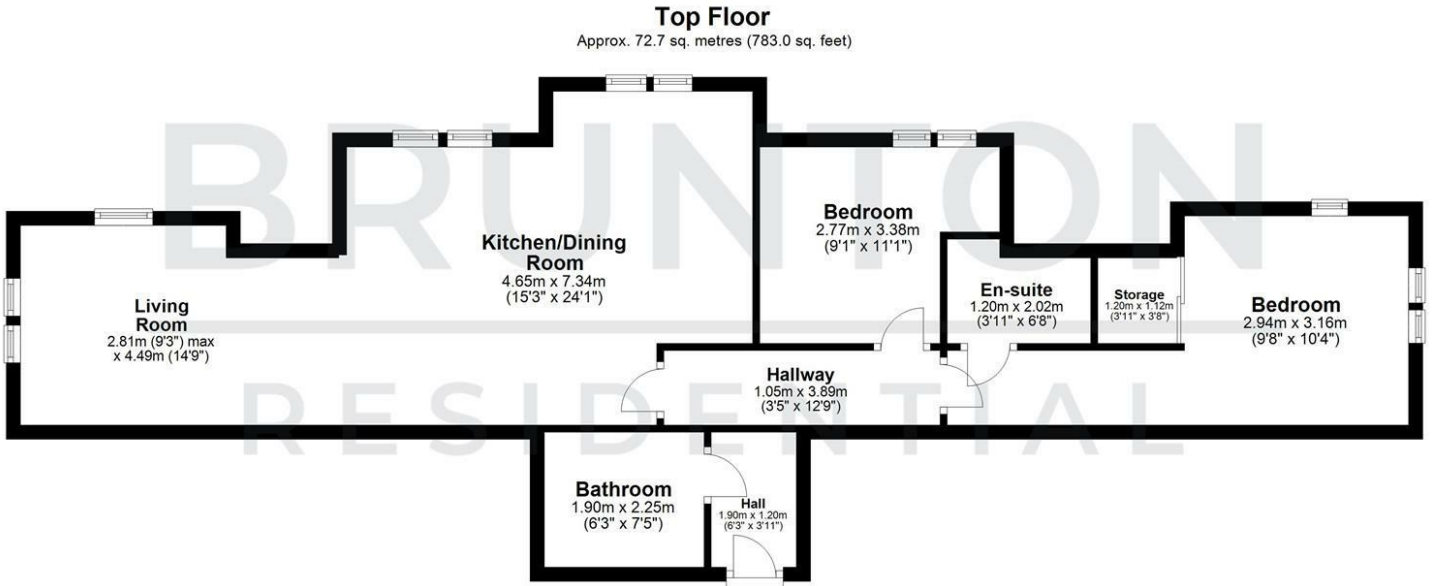 Top Floor
Approx. 72.7 sq. metres (783.0 sq. feet)
BRUNTON
RESIDENTIAL
Living
Room
2.81m (9'3") max
x 4.49m (14'9")
Kitchen/Dining
Room
4.65m x 7.34m
(15'3" x 24'1")
Bedroom
2.77m x 3.38m
(9'1" x 11'1")
En-suite
1.20m x 2.02m
(3'11" x 6'8")
Storage
1.20m x 1.12m
(3'11" x 3'8")
Bedroom
2.94m x 3.16m
(9'8" x 10'4")
Hallway
1.05m x 3.89m
(3'5" x 12'9")
Bathroom
1.90m x 2.25m
(6'3" x 7'5")
Hall
1.90m x 1.20m
(6'3" x 3'11")